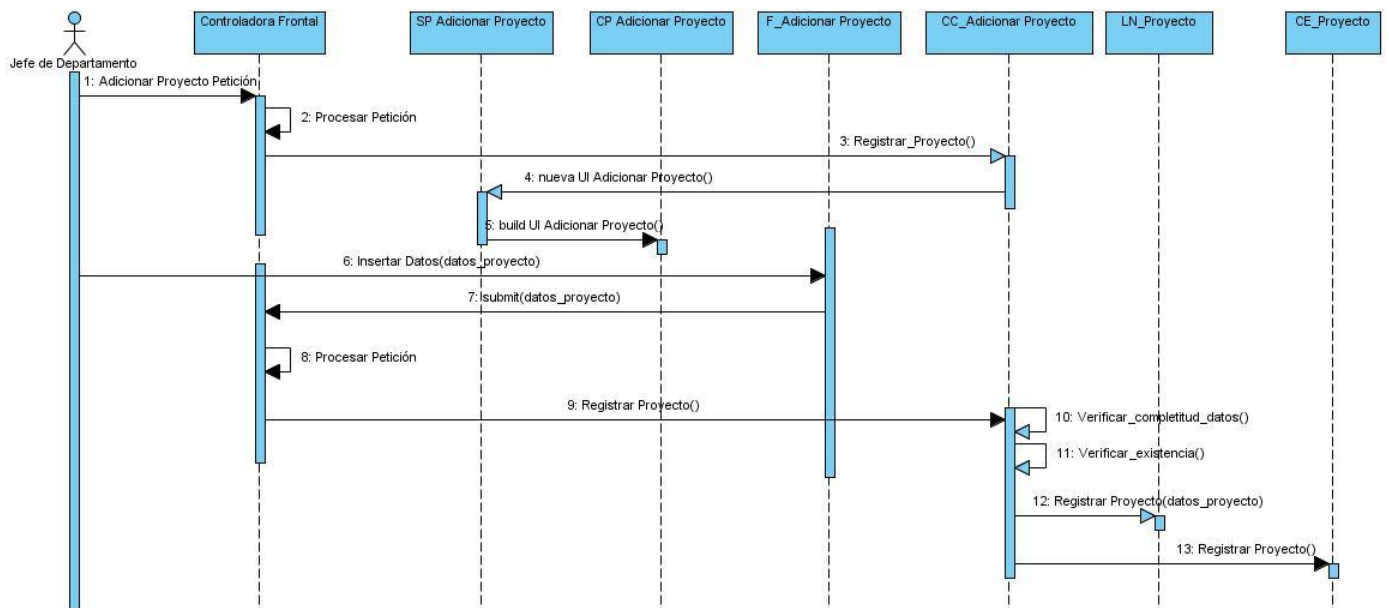 Controladora Frontal
SP Adicionar Proyecto
CP Adicionar Proyecto
F_Adicionar Proyecto
CC_Adicionar Proyecto
LN_Proyecto
CE_Proyecto
Jefe de Departamento
1: Adicionar Proyecto Petición
2: Procesar Petición
3: Registrar_Proyecto()
4: nueva UI Adicionar Proyecto()
5: build UI Adicionar Proyecto()
6: Insertar Datos(datos_proyecto)
7: submit(datos_proyecto)
8: Procesar Petición
9: Registrar Proyecto()
10: Verificar_completitud_datos()
11: Verificar_existencia()
12: Registrar Proyecto(datos_proyecto)
13: Registrar Proyecto()